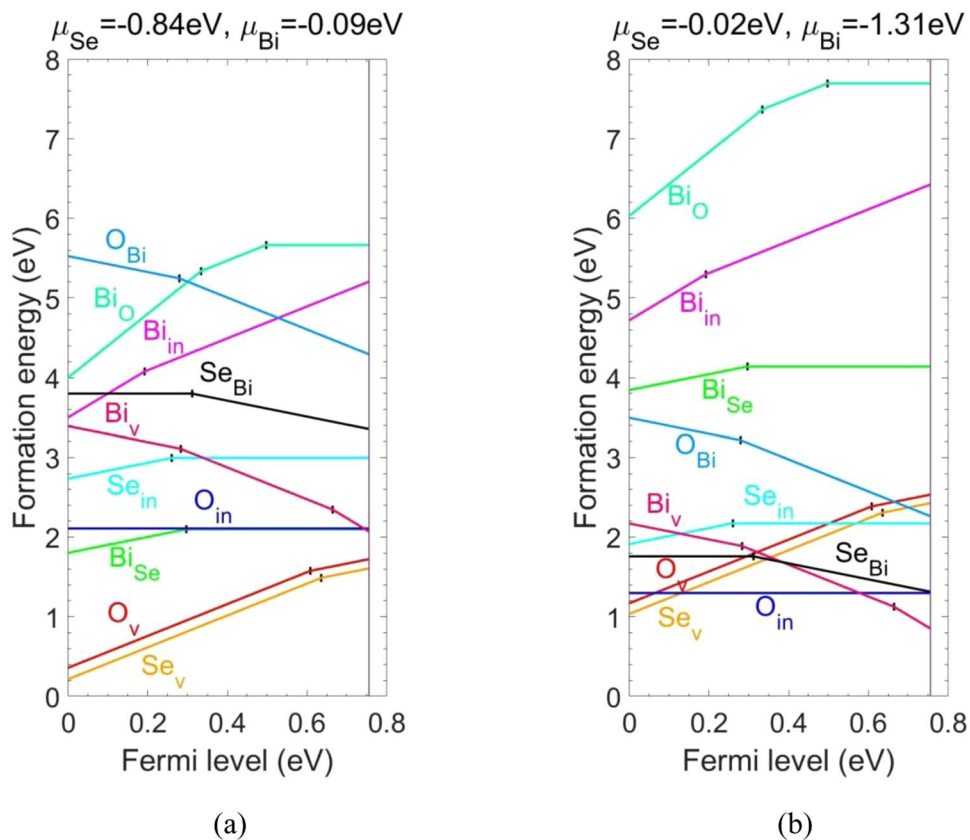 μSe=-0.84eV, μBi=-0.09eV
8
7
6
5
4
3
2
1
0
Formation energy (eV)
OBi
BiO
Biin
SeBi
Biv
Sein
Oin
BiSe
Ov
Sev
0 0.2 0.4 0.6 0.8
Fermi level (eV)
(a)
μSe=-0.02eV, μBi=-1.31eV
8
7
6
5
4
3
2
1
0
Formation energy (eV)
BiO
Biin
BiSe
OBi
Biv
Sein
SeBi
Ov
Sev
Oin
0 0.2 0.4 0.6 0.8
Fermi level (eV)
(b)